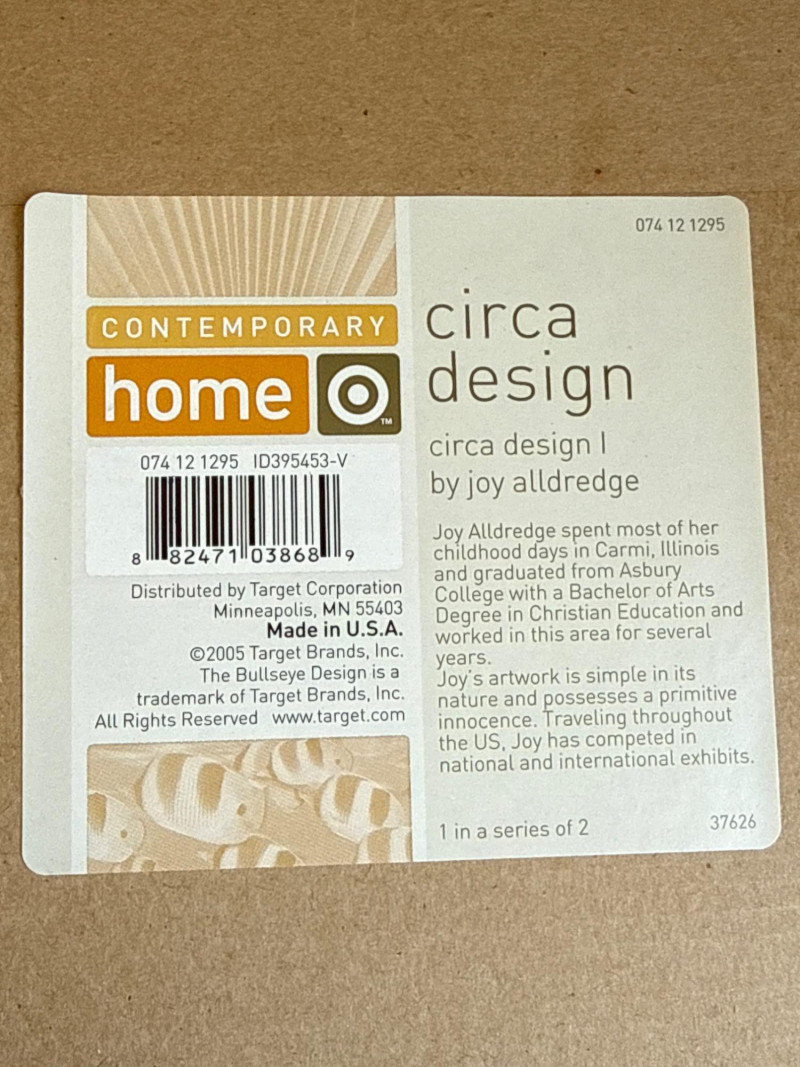 CONTEMPORARY
home
TM
074 12 1295 ID395453-V
8 82471 03868 9
Distributed by Target Corporation
Minneapolis, MN 55403
Made in U.S.A.
©2005 Target Brands, Inc.
The Bullseye Design is a
trademark of Target Brands, Inc.
All Rights Reserved www.target.com
074 12 1295
circa
design
circa design I
by joy alldredge
Joy Alldredge spent most of her
childhood days in Carmi, Illinois
and graduated from Asbury
College with a Bachelor of Arts
Degree in Christian Education and
worked in this area for several
years.
Joy's artwork is simple in its
nature and possesses a primitive
innocence. Traveling throughout
the US, Joy has competed in
national and international exhibits.
1 in a series of 2
37626